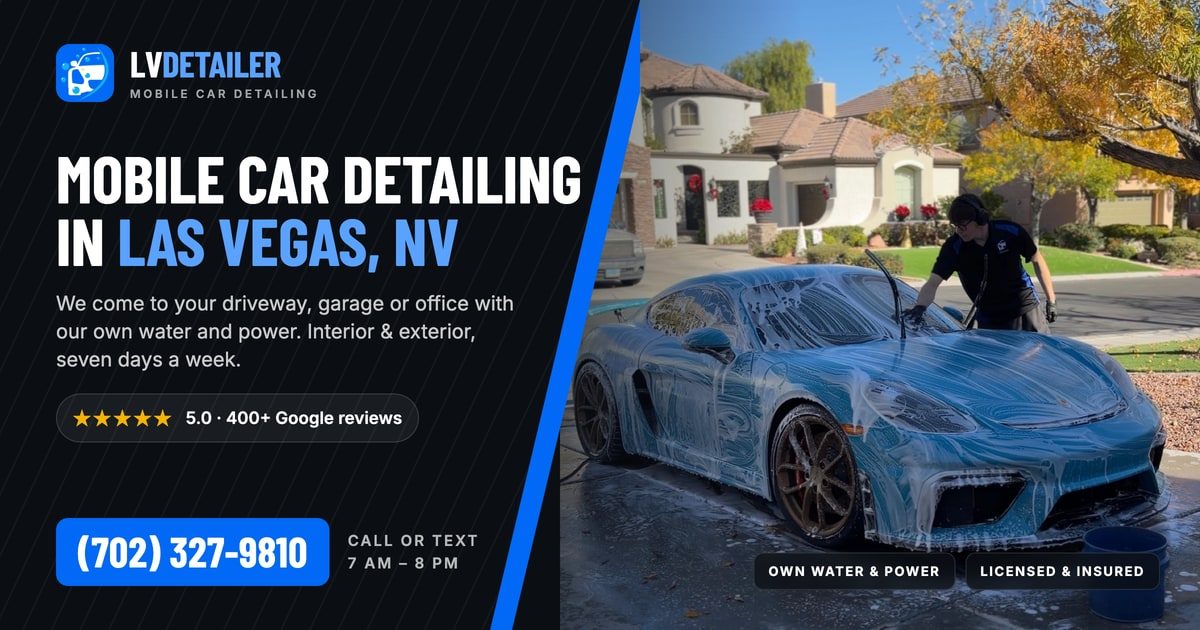 LVDETAILER
MOBILE CAR DETAILING
MOBILE CAR DETAILING
IN LAS VEGAS, NV
We come to your driveway, garage or office with
our own water and power. Interior & exterior,
seven days a week.
★★★★★ 5.0 · 400+ Google reviews
(702) 327-9810
CALL OR TEXT
7 AM – 8 PM
OWN WATER & POWER
LICENSED & INSURED